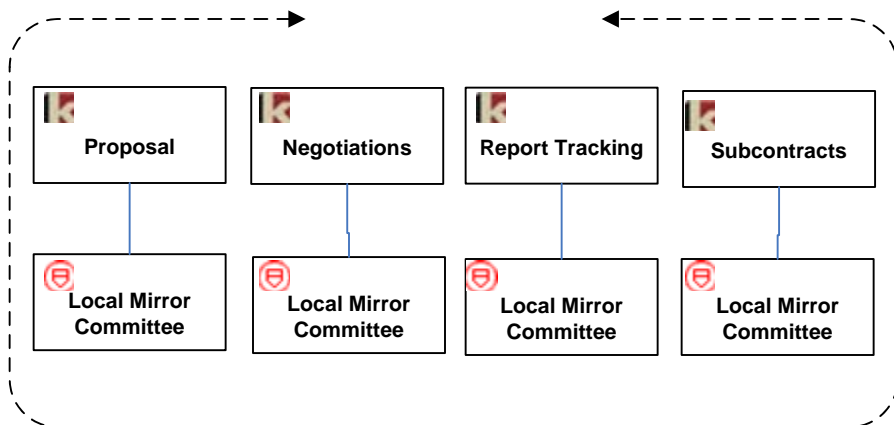 Proposal
Negotiations
Report Tracking
Subcontracts
Local Mirror
Committee
Local Mirror
Committee
Local Mirror
Committee
Local Mirror
Committee